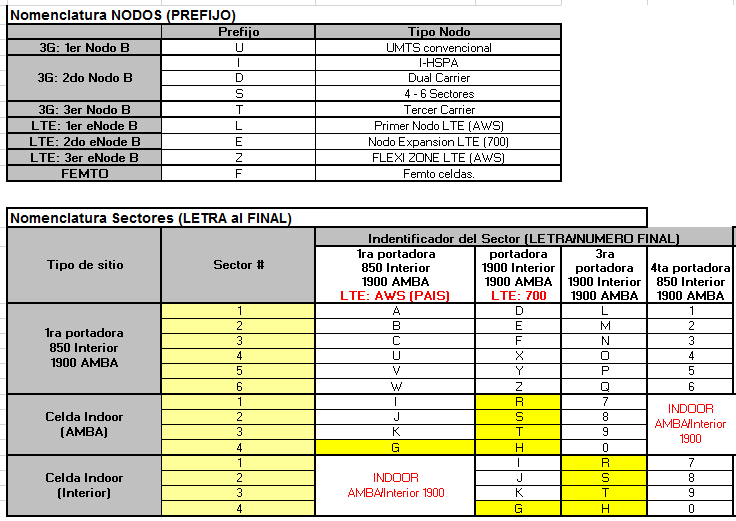 Nomenclatura NODOS (PREFIJO)
Prefijo Tipo Nodo
3G: 1er Nodo B U UMTS convencional
3G: 2do Nodo B I I-HSPA
D Dual Carrier
S 4 - 6 Sectores
3G: 3er Nodo B T Tercer Carrier
LTE: 1er eNode B L Primer Nodo LTE (AWS)
LTE: 2do eNode B E Nodo Expansion LTE (700)
LTE: 3er eNode B Z FLEXI ZONE LTE (AWS)
FEMTO F Femto celdas.
Nomenclatura Sectores (LETRA al FINAL)
Tipo de sitio Sector # Indentificador del Sector (LETRA/NUMERO FINAL)
1ra portadora
850 Interior
1900 AMBA
LTE: AWS (PAIS)
portadora
1900 Interior
1900 AMBA
LTE: 700
3ra
portadora
1900 Interior
1900 AMBA
4ta portadora
850 Interior
1900 AMBA
1ra portadora
850 Interior
1900 AMBA
1 A D L 1
2 B E M 2
3 C F N 3
4 U X O 4
5 V Y P 5
6 W Z Q 6
Celda Indoor
(AMBA)
1 I R 7
2 J S 8
3 K T 9
4 G H 0
INDOOR
AMBA/Interior
1900
Celda Indoor
(Interior)
INDOOR
AMBA/Interior 1900
1 I R 7
2 J S 8
3 K T 9
4 G H 0